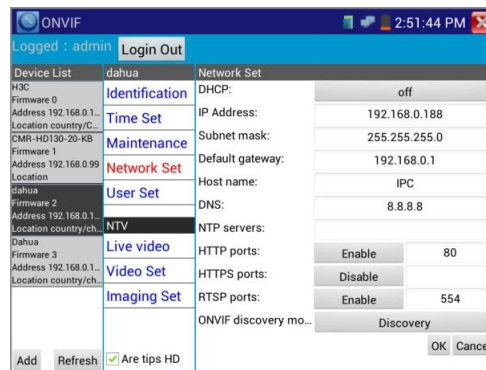 ONVIF
2:51:44 PM
Logged : admin
Login Out
Device List
H3C
Firmware 0
Address 192.168.0.1...
Location country/C...
CMR-HD130-20-KB
Firmware 1
Address 192.168.0.99
Location
dahua
Firmware 2
Address 192.168.0.1...
Location country/ch...
Dahua
Firmware 3
Address 192.168.0.1...
Location country/ch...
Add
Refresh
dahua
Identification
Time Set
Maintenance
Network Set
User Set
NTV
Live video
Video Set
Imaging Set
Are tips HD
Network Set
DHCP: off
IP Address: 192.168.0.188
Subnet mask: 255.255.255.0
Default gateway: 192.168.0.1
Host name: IPC
DNS: 8.8.8.8
NTP servers:
HTTP ports: Enable 80
HTTPS ports: Disable
RTSP ports: Enable 554
ONVIF discovery mo... Discovery
OK Cance